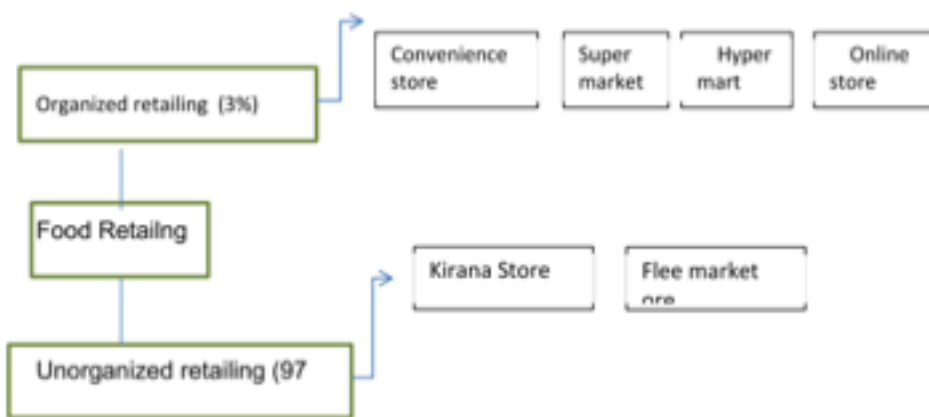 Convenience
store
Super
market
Hyper
mart
Online
store
Organized retailing (3%)
Food Retailng
Kirana Store
Flee market
ore
Unorganized retailing (97